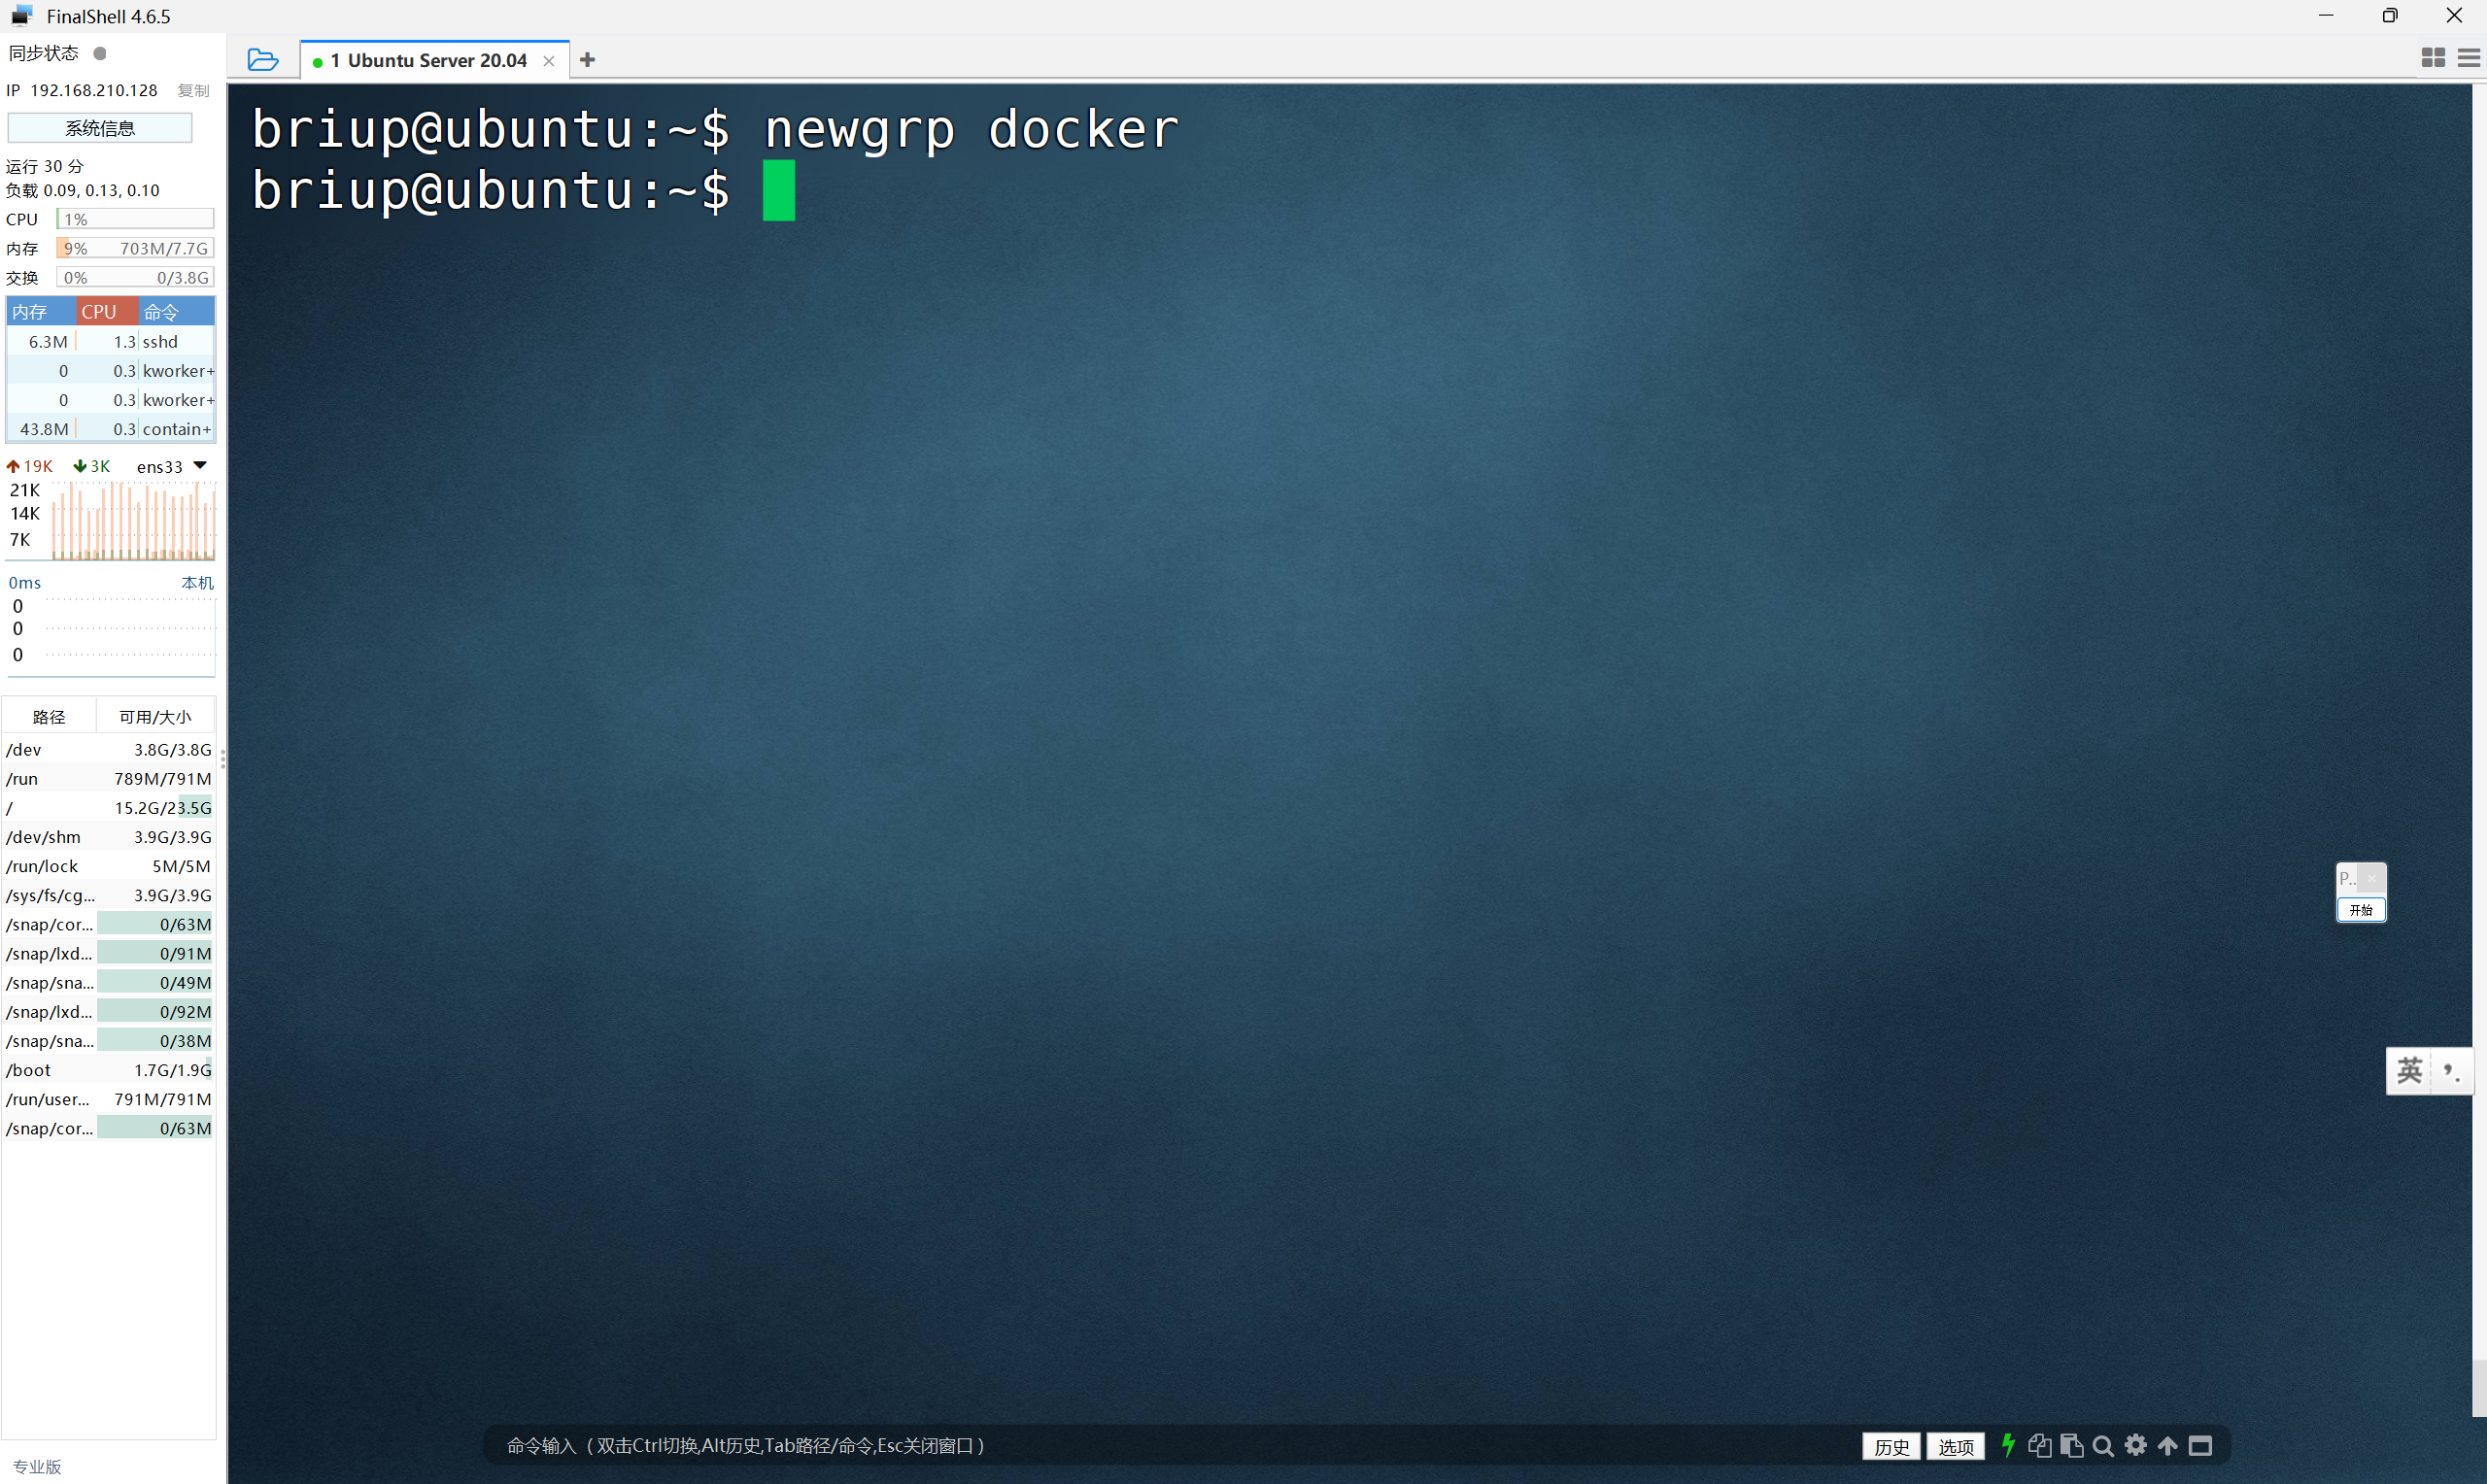 FinalShell 4.6.5
同步状态
IP 192.168.210.128 复制
系统信息
运行 30 分
负载 0.09, 0.13, 0.10
CPU 1%
内存 9% 703M/7.7G
交换 0% 0/3.8G
内存 CPU 命令
6.3M 1.3 sshd
0 0.3 kworker+
0 0.3 kworker+
43.8M 0.3 contain+
19K 3K ens33
21K
14K
7K
0ms 本机
0
0
0
路径 可用/大小
/dev 3.8G/3.8G
/run 789M/791M
/ 15.2G/23.5G
/dev/shm 3.9G/3.9G
/run/lock 5M/5M
/sys/fs/cg... 3.9G/3.9G
/snap/cor... 0/63M
/snap/lxd... 0/91M
/snap/sna... 0/49M
/snap/lxd... 0/92M
/snap/sna... 0/38M
/boot 1.7G/1.9G
/run/user... 791M/791M
/snap/cor... 0/63M
专业版
1 Ubuntu Server 20.04
briup@ubuntu:~$ newgrp docker
briup@ubuntu:~$
P...
开始
英 ，.
命令输入 ( 双击Ctrl切换,Alt历史,Tab路径/命令,Esc关闭窗口 )
历史 选项